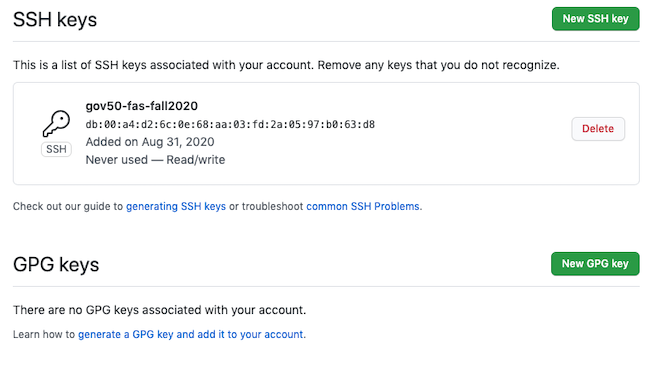 SSH keys
New SSH key
This is a list of SSH keys associated with your account. Remove any keys that you do not recognize.
gov50-fas-fall2020
db:00:a4:d2:6c:0e:68:aa:03:fd:2a:05:97:b0:63:d8
Added on Aug 31, 2020
Never used — Read/write
SSH
Delete
Check out our guide to generating SSH keys or troubleshoot common SSH Problems.
GPG keys
New GPG key
There are no GPG keys associated with your account.
Learn how to generate a GPG key and add it to your account.